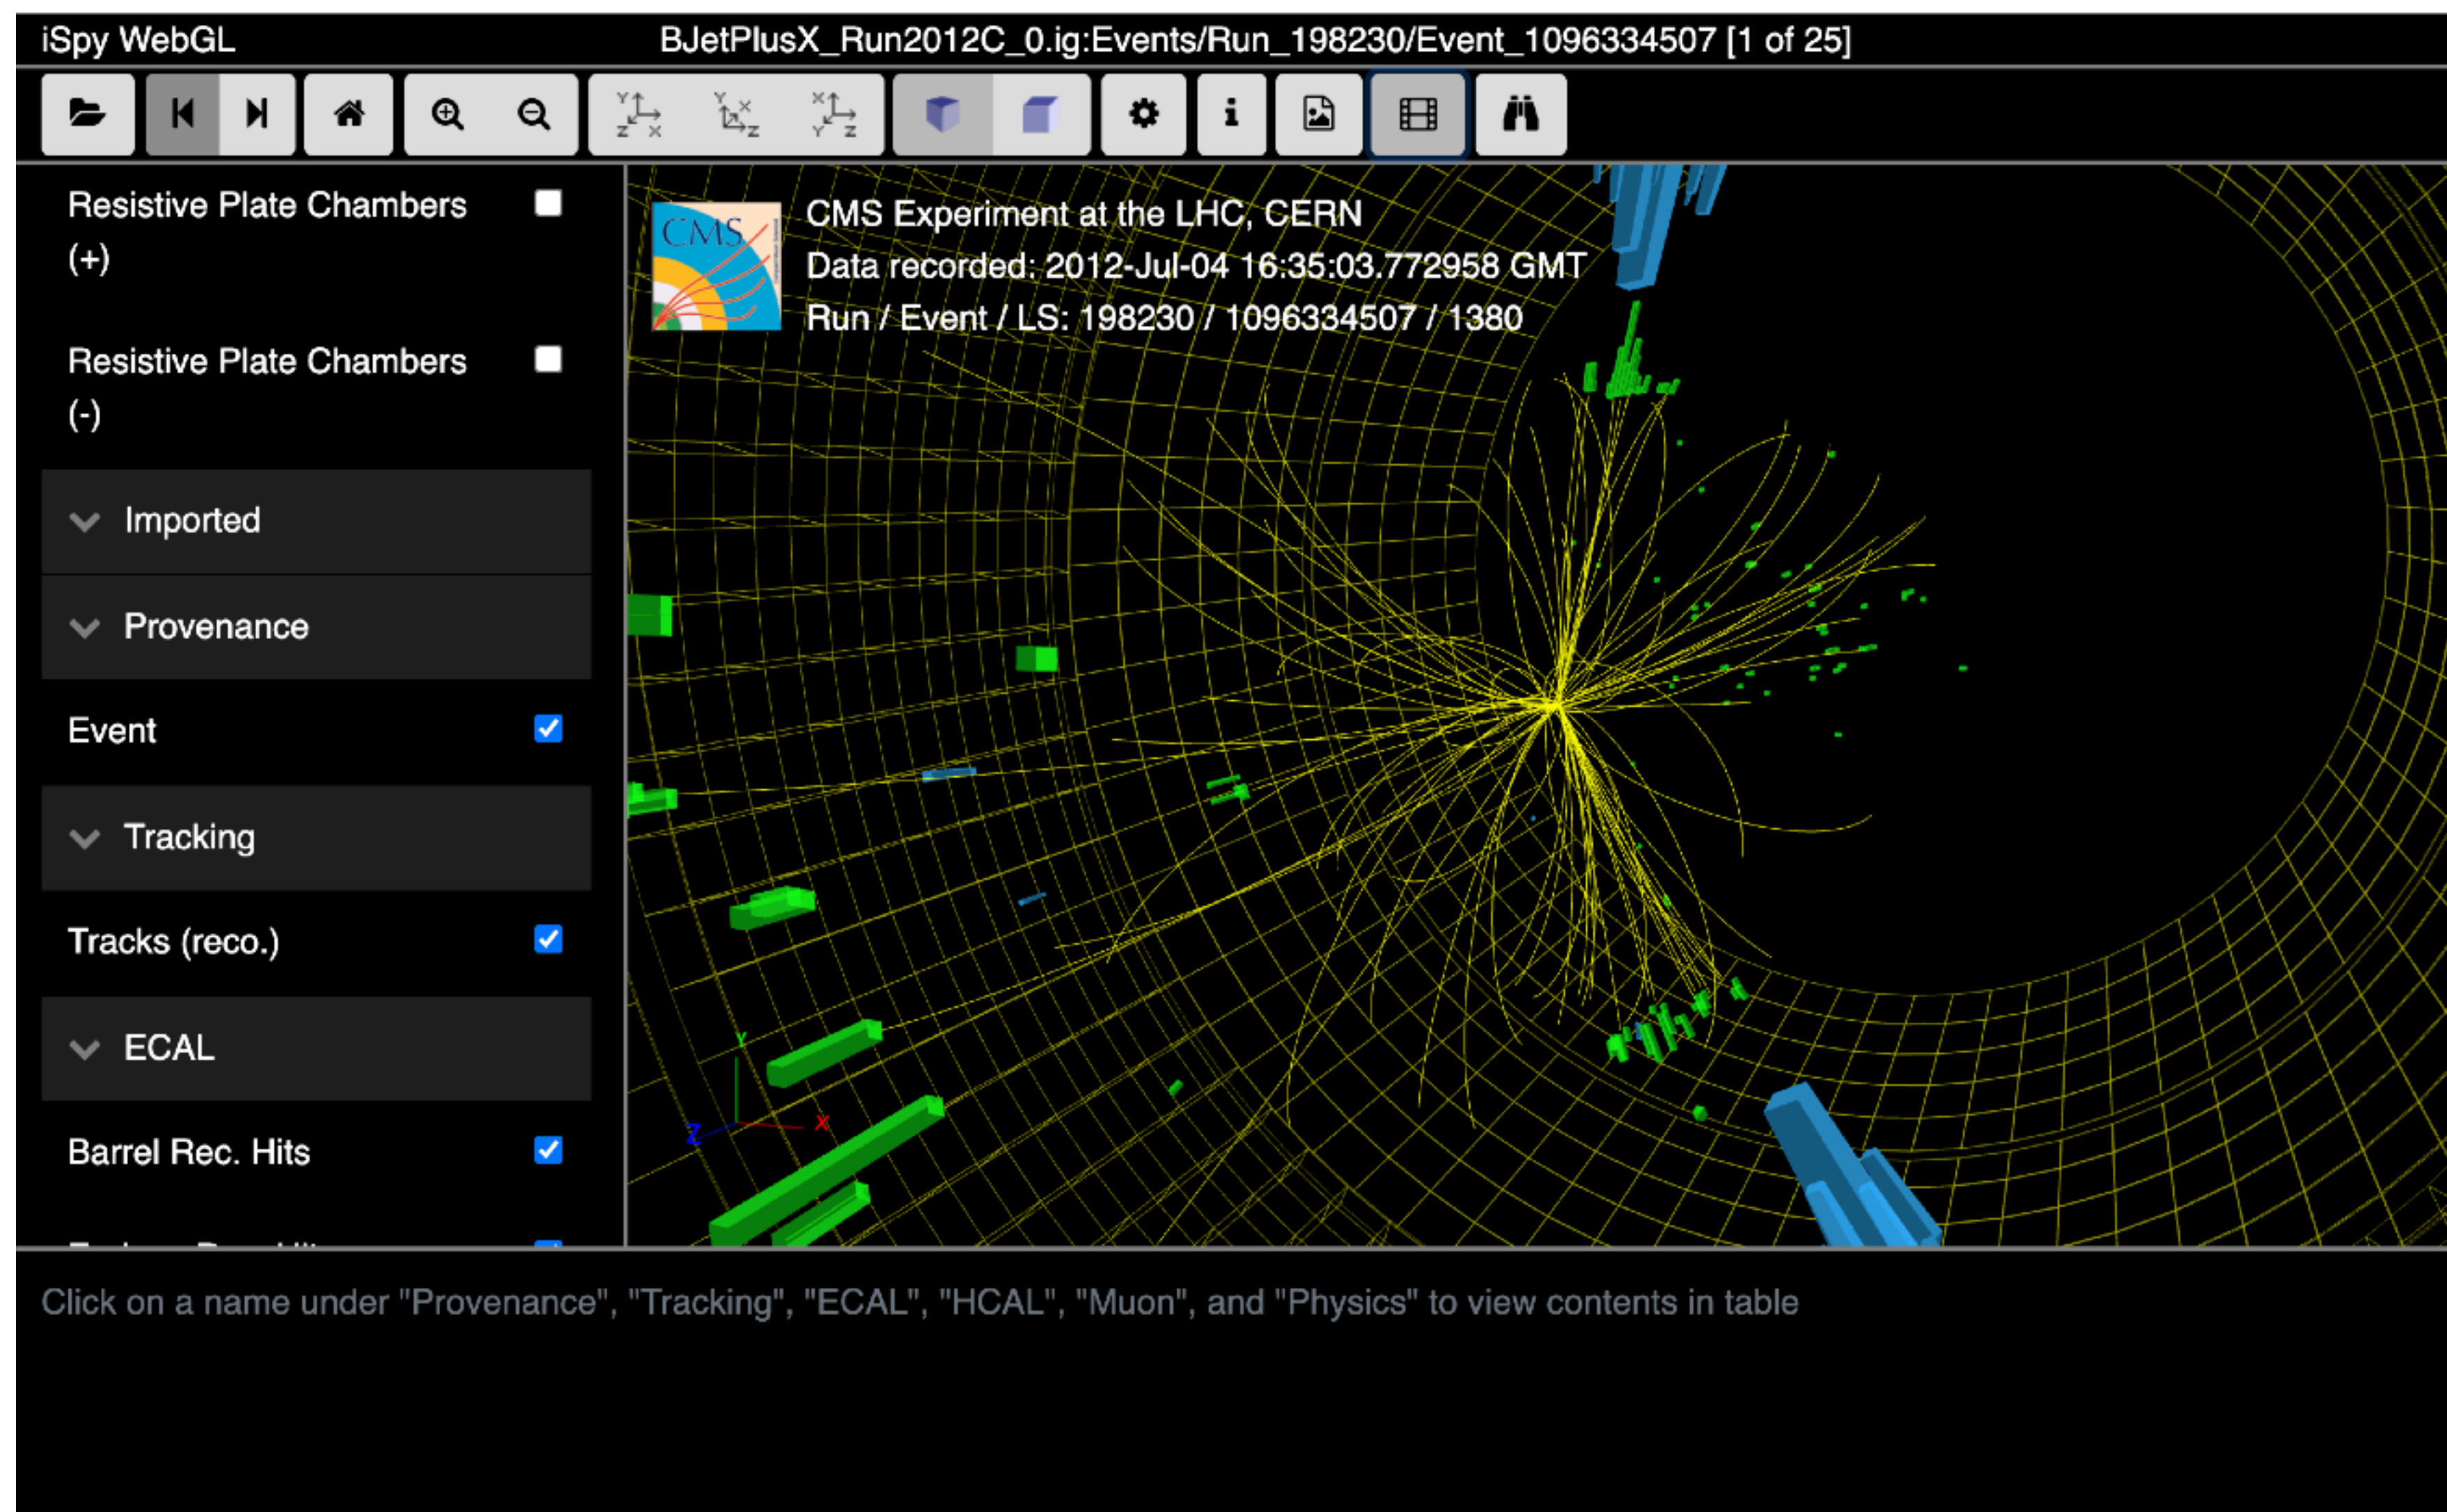 iSpy WebGL
BJetPlusX_Run2012C_0.ig:Events/Run_198230/Event_1096334507 [1 of 25]
Y
Z X
Y X
Z
X
Y Z
i
Resistive Plate Chambers
(+)
Resistive Plate Chambers
(-)
Imported
Provenance
Event
Tracking
Tracks (reco.)
ECAL
Barrel Rec. Hits
CMS
CMS Experiment at the LHC, CERN
Data recorded: 2012-Jul-04 16:35:03.772958 GMT
Run / Event / LS: 198230 / 1096334507 / 1380
Y
Z X
Click on a name under "Provenance", "Tracking", "ECAL", "HCAL", "Muon", and "Physics" to view contents in table